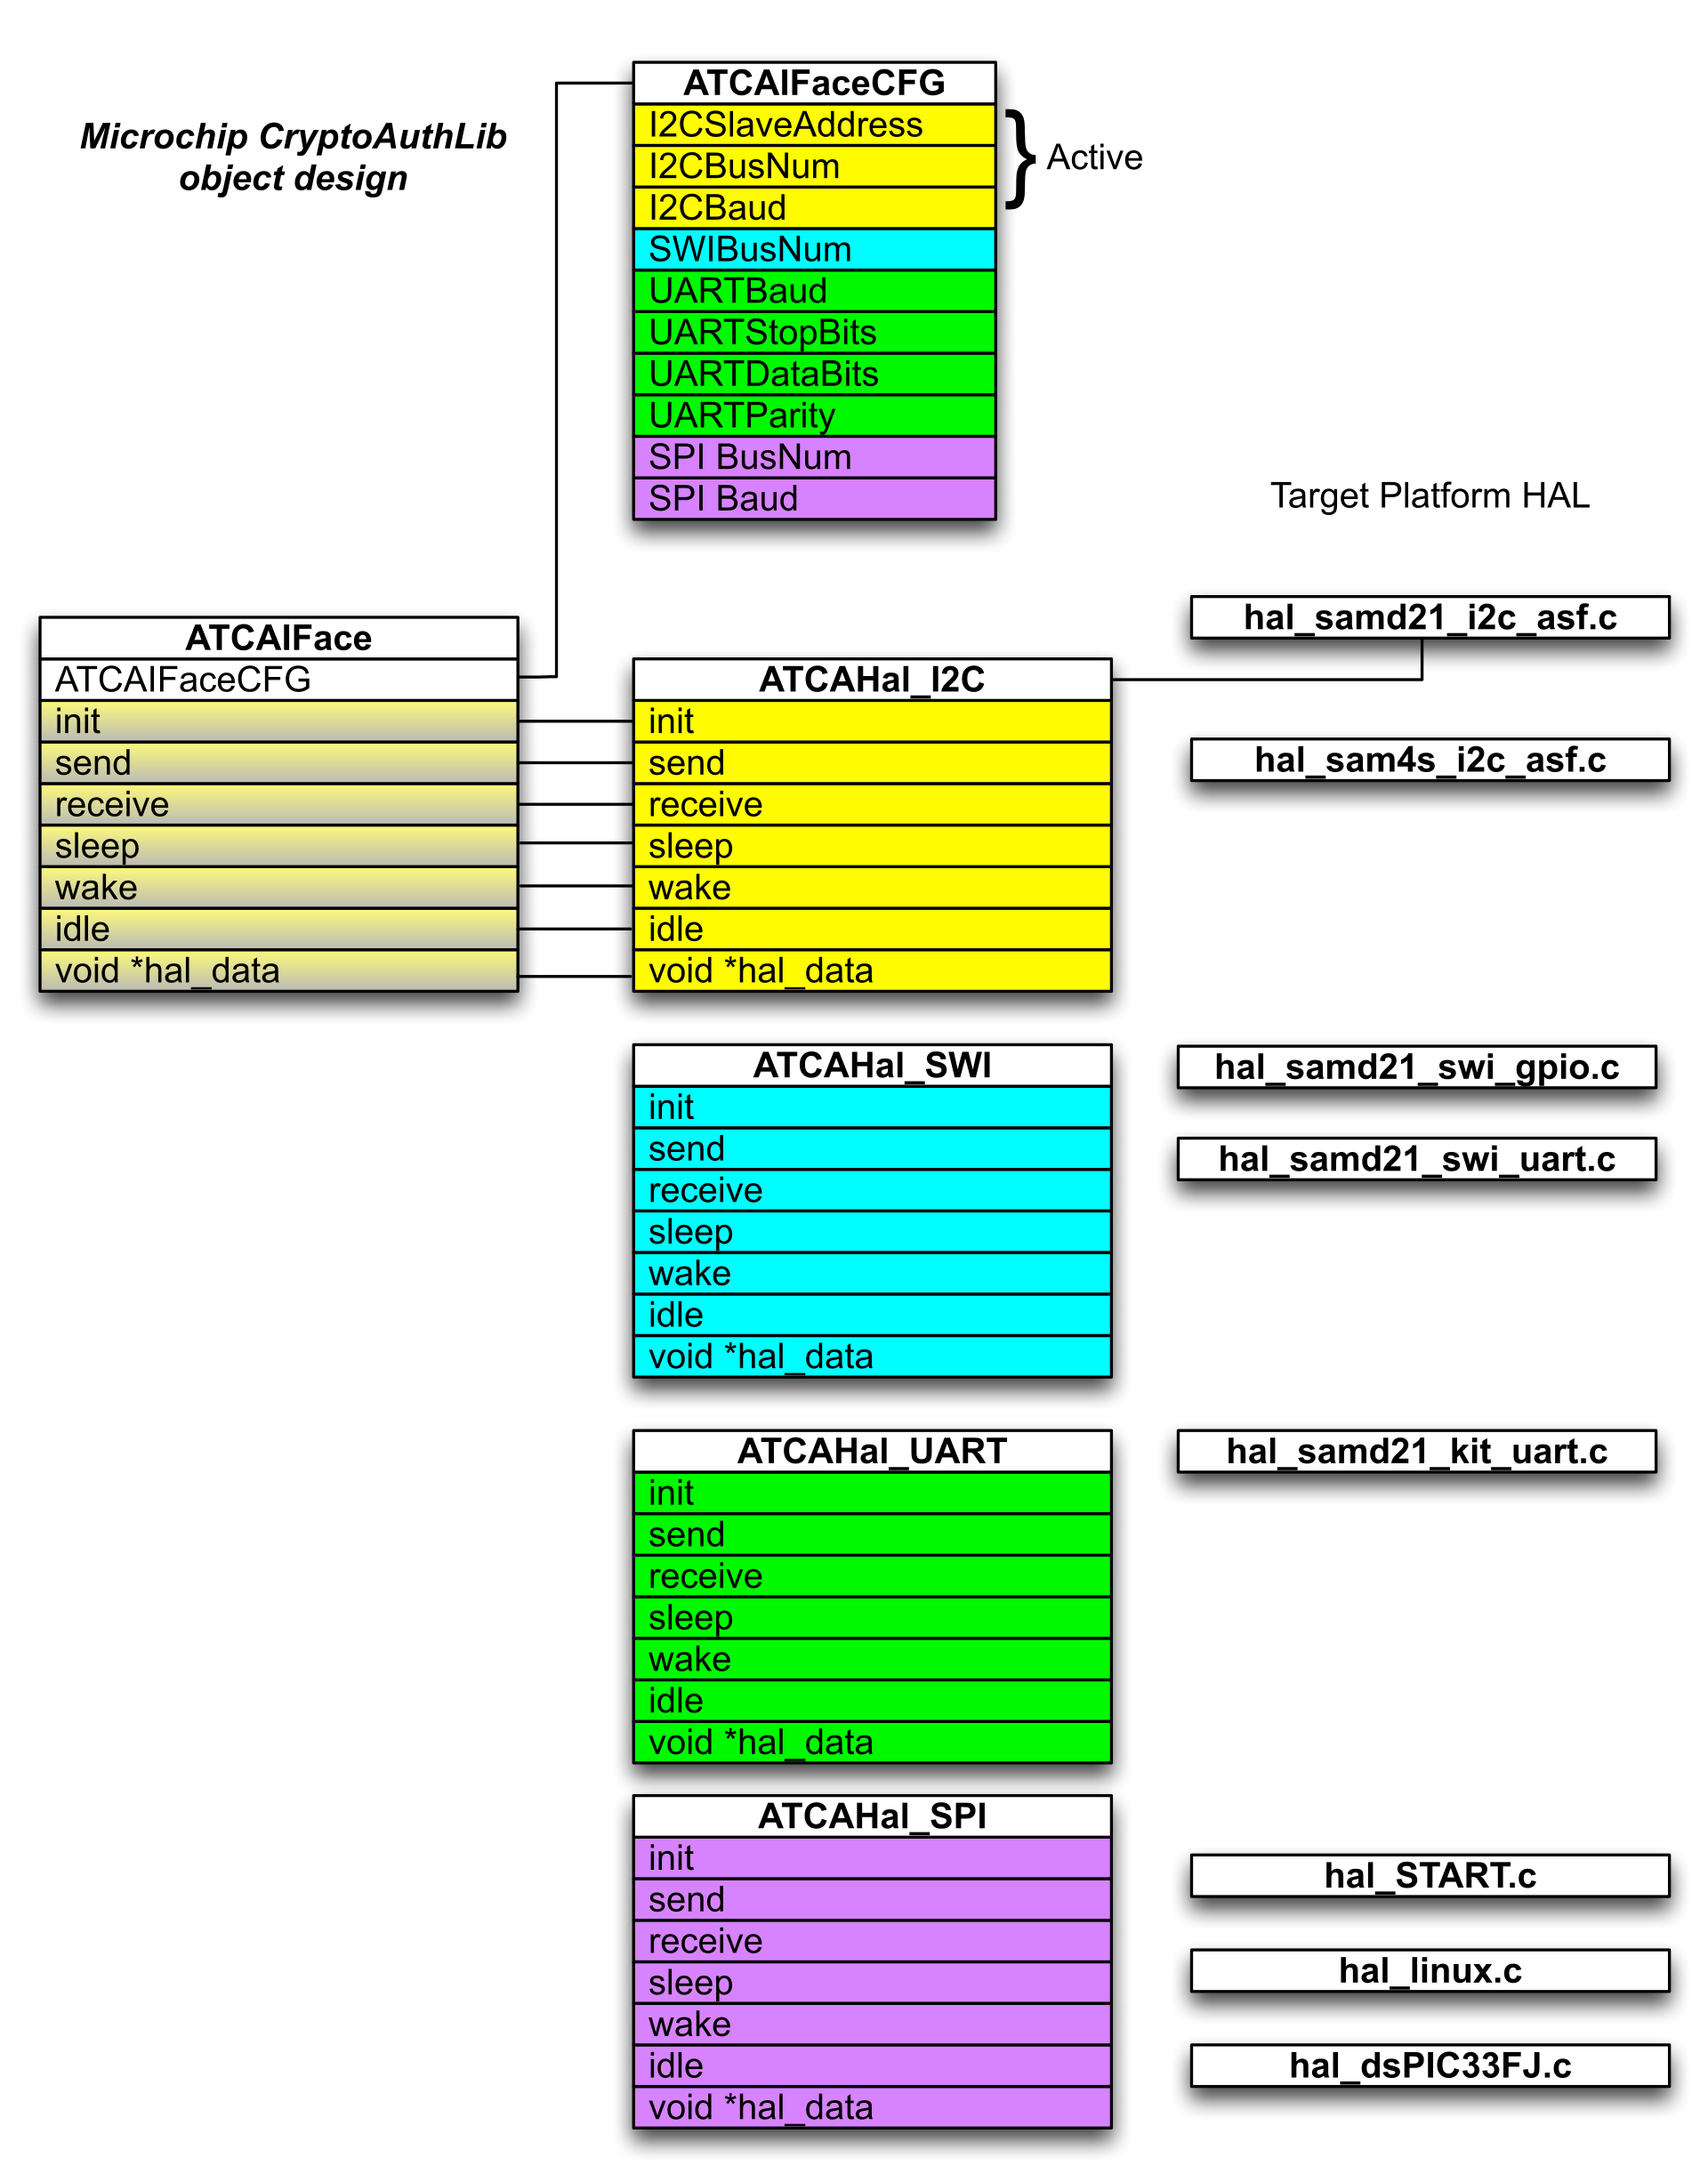 Microchip CryptoAuthLib
object design
ATCAIFaceCFG
I2CSlaveAddress
I2CBusNum
I2CBaud
SWIBusNum
UARTBaud
UARTStopBits
UARTDataBits
UARTParity
SPI BusNum
SPI Baud
} Active
Target Platform HAL
ATCAIFace
ATCAIFaceCFG
init
send
receive
sleep
wake
idle
void *hal_data
ATCAHal_I2C
init
send
receive
sleep
wake
idle
void *hal_data
hal_samd21_i2c_asf.c
hal_sam4s_i2c_asf.c
ATCAHal_SWI
init
send
receive
sleep
wake
idle
void *hal_data
hal_samd21_swi_gpio.c
hal_samd21_swi_uart.c
ATCAHal_UART
init
send
receive
sleep
wake
idle
void *hal_data
hal_samd21_kit_uart.c
ATCAHal_SPI
init
send
receive
sleep
wake
idle
void *hal_data
hal_START.c
hal_linux.c
hal_dsPIC33FJ.c